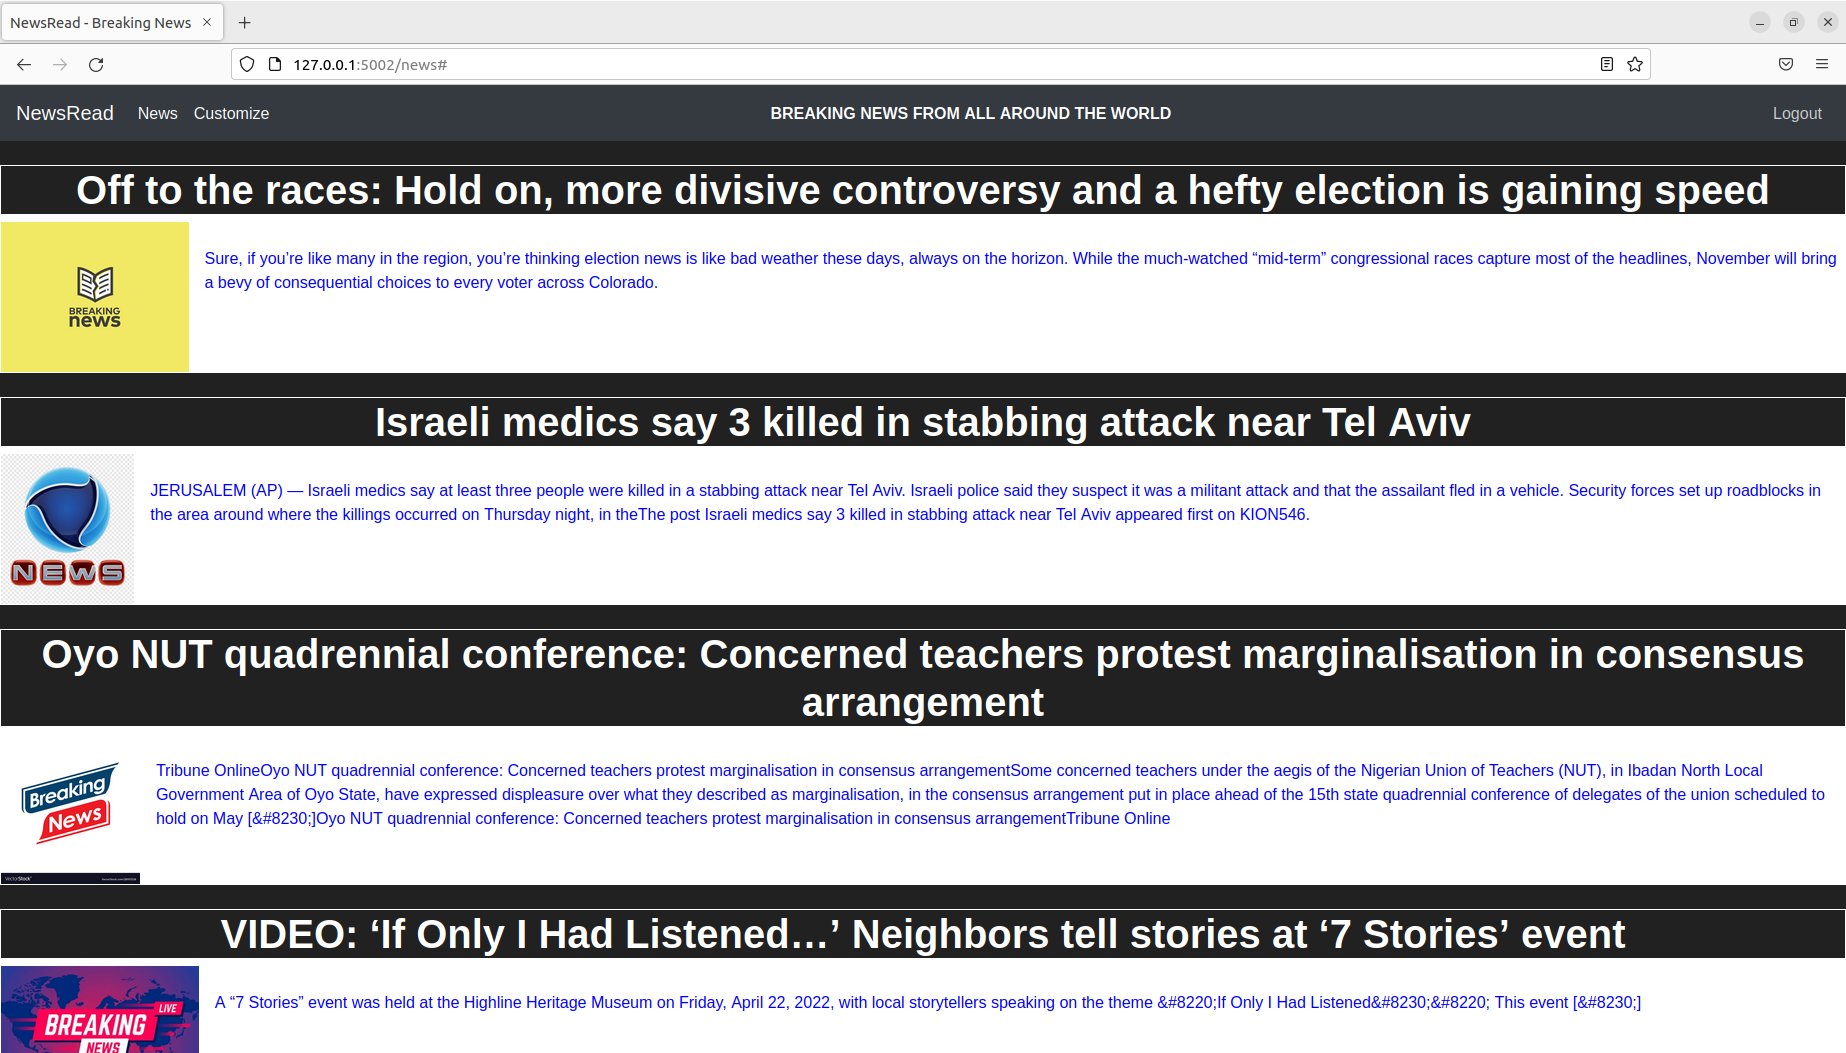 NewsRead - Breaking News
127.0.0.1:5002/news#
NewsRead News Customize BREAKING NEWS FROM ALL AROUND THE WORLD Logout
Off to the races: Hold on, more divisive controversy and a hefty election is gaining speed
BREAKING
news
Sure, if you’re like many in the region, you’re thinking election news is like bad weather these days, always on the horizon. While the much-watched “mid-term” congressional races capture most of the headlines, November will bring
a bevy of consequential choices to every voter across Colorado.
Israeli medics say 3 killed in stabbing attack near Tel Aviv
NEWS
JERUSALEM (AP) — Israeli medics say at least three people were killed in a stabbing attack near Tel Aviv. Israeli police said they suspect it was a militant attack and that the assailant fled in a vehicle. Security forces set up roadblocks in
the area around where the killings occurred on Thursday night, in theThe post Israeli medics say 3 killed in stabbing attack near Tel Aviv appeared first on KION546.
Oyo NUT quadrennial conference: Concerned teachers protest marginalisation in consensus
arrangement
Breaking
News
VectorStock
Tribune OnlineOyo NUT quadrennial conference: Concerned teachers protest marginalisation in consensus arrangementSome concerned teachers under the aegis of the Nigerian Union of Teachers (NUT), in Ibadan North Local
Government Area of Oyo State, have expressed displeasure over what they described as marginalisation, in the consensus arrangement put in place ahead of the 15th state quadrennial conference of delegates of the union scheduled to
hold on May [&#8230;]Oyo NUT quadrennial conference: Concerned teachers protest marginalisation in consensus arrangementTribune Online
VIDEO: ‘If Only I Had Listened…’ Neighbors tell stories at ‘7 Stories’ event
LIVE
BREAKING
NEWS
A “7 Stories” event was held at the Highline Heritage Museum on Friday, April 22, 2022, with local storytellers speaking on the theme &#8220;If Only I Had Listened&#8230;&#8220; This event [&#8230;]